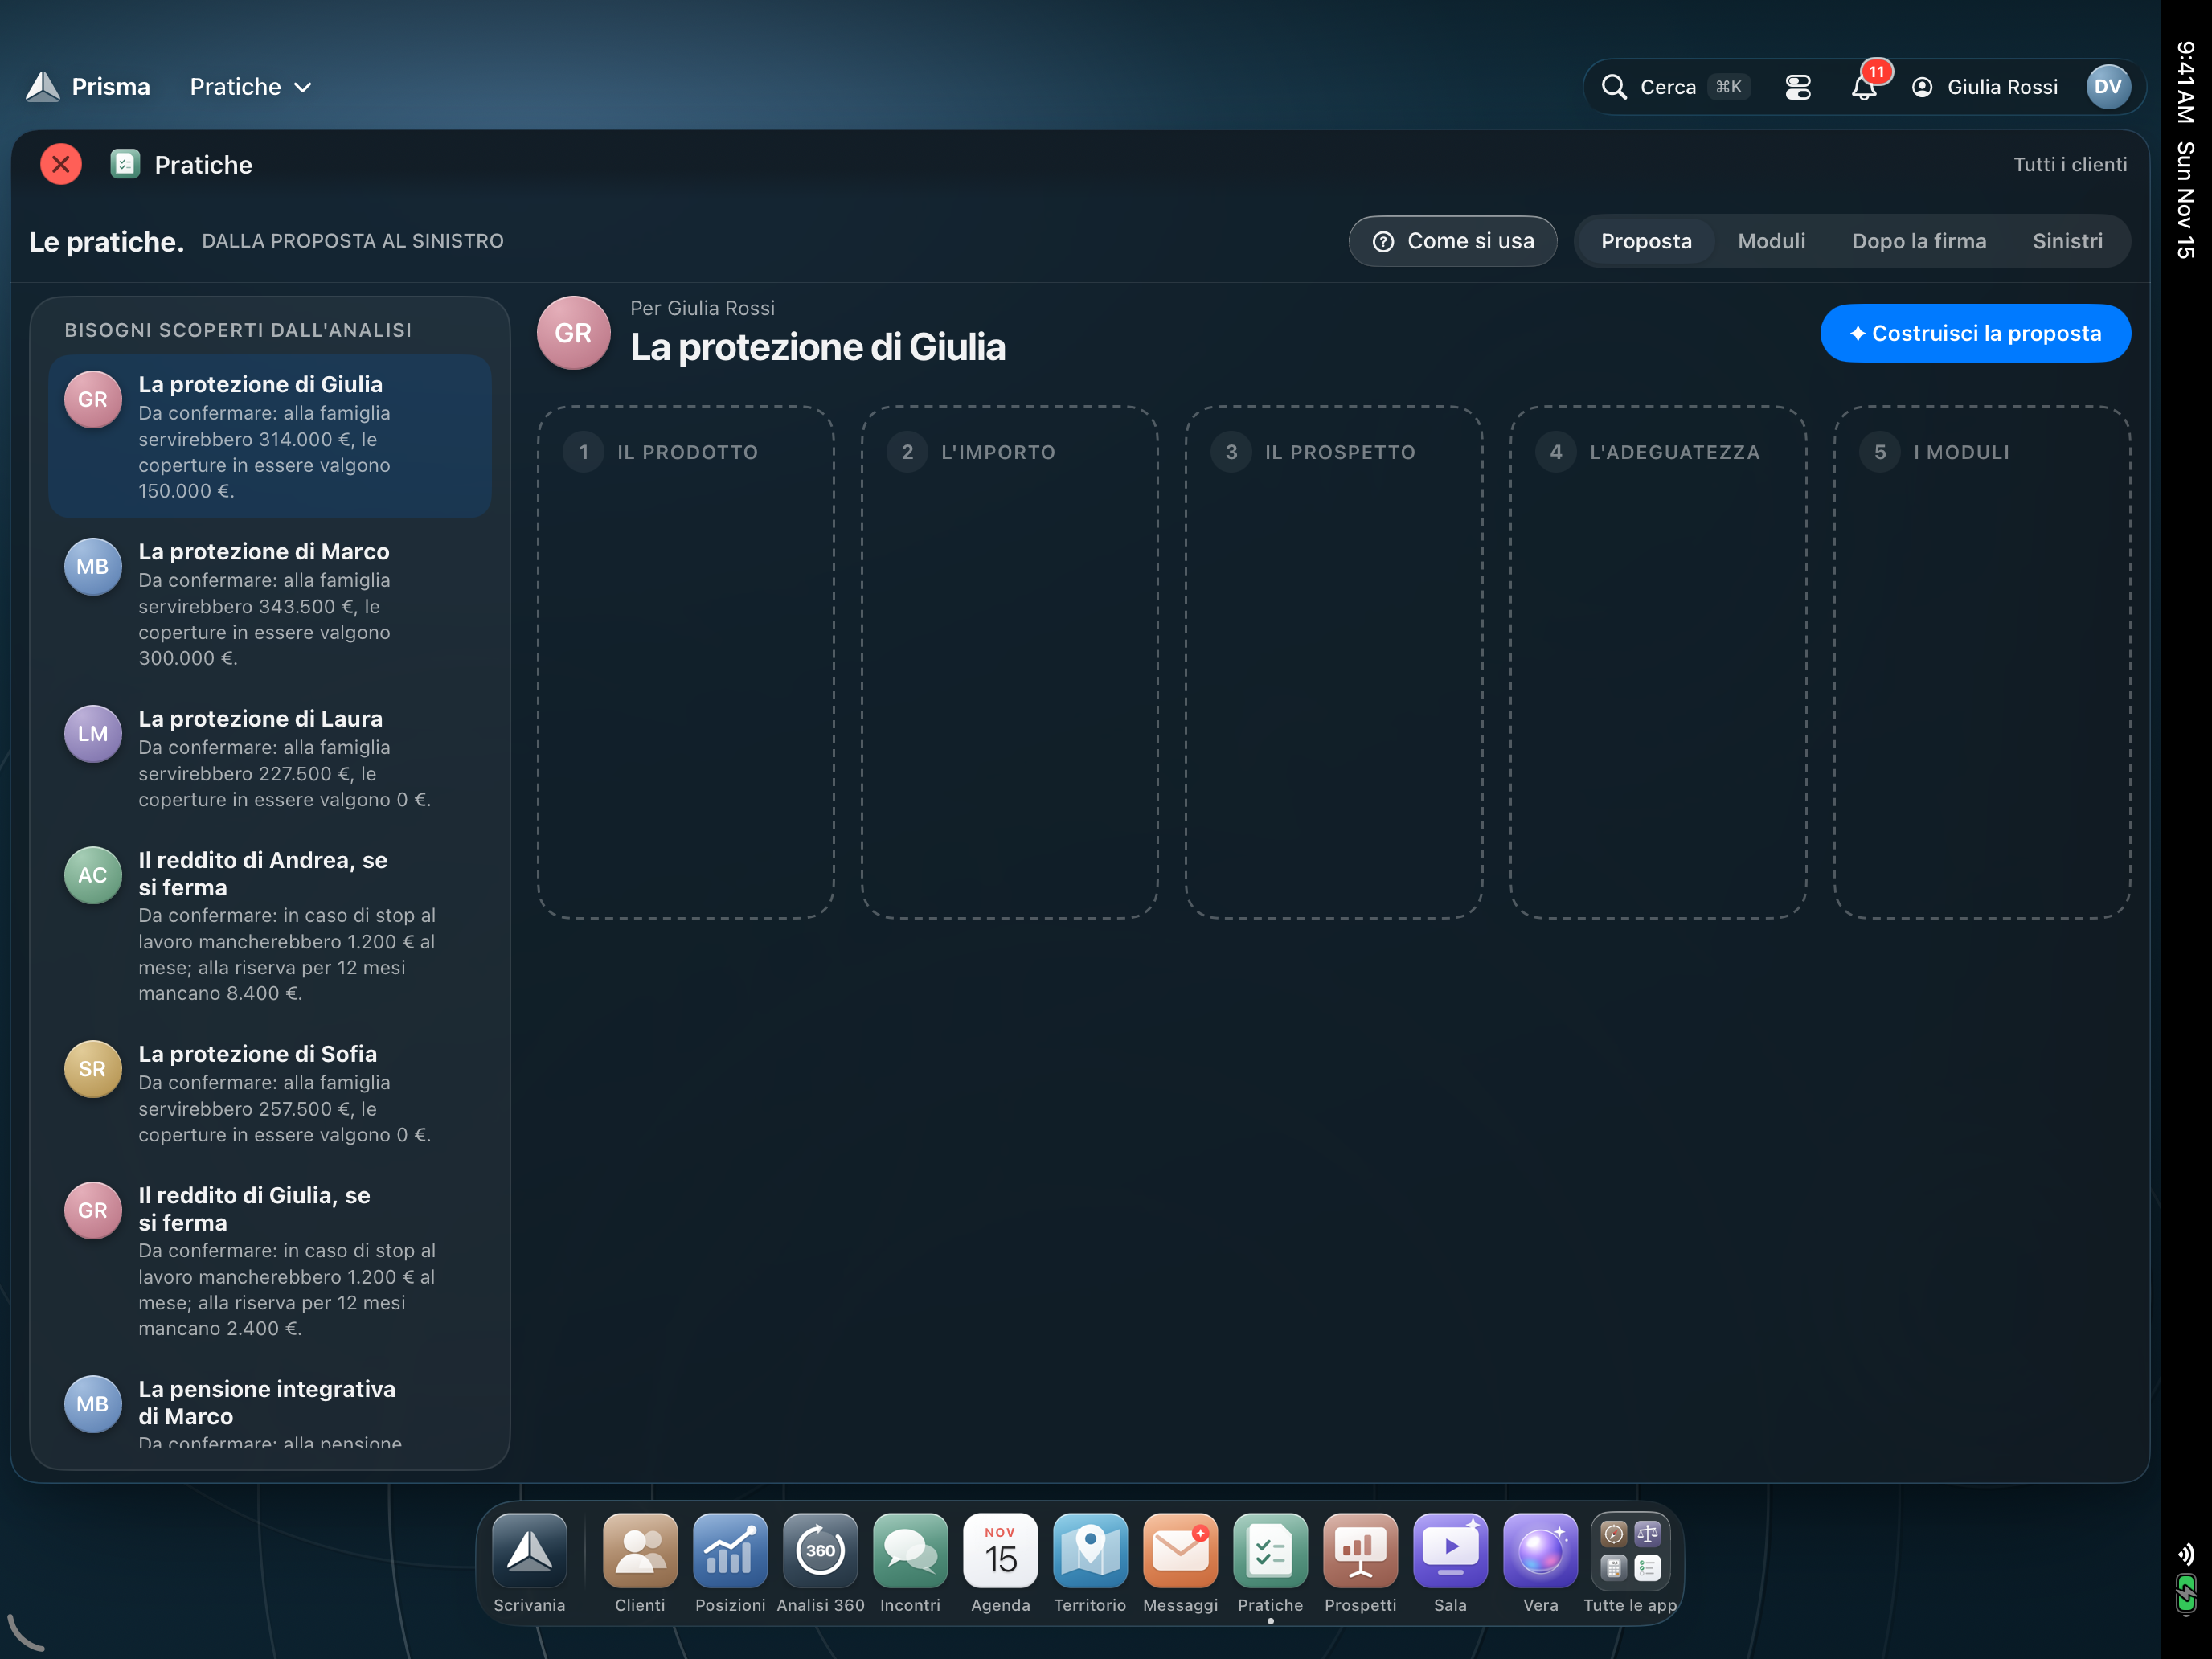 Prisma
Pratiche
Cerca ⌘K
11
Giulia Rossi
DV
9:41 AM Sun Nov 15
Pratiche
Tutti i clienti
Le pratiche. DALLA PROPOSTA AL SINISTRO
Come si usa
Proposta
Moduli
Dopo la firma
Sinistri
BISOGNI SCOPERTI DALL'ANALISI
GR
La protezione di Giulia
Da confermare: alla famiglia
servirebbero 314.000 €, le
coperture in essere valgono
150.000 €.
MB
La protezione di Marco
Da confermare: alla famiglia
servirebbero 343.500 €, le
coperture in essere valgono
300.000 €.
LM
La protezione di Laura
Da confermare: alla famiglia
servirebbero 227.500 €, le
coperture in essere valgono 0 €.
AC
Il reddito di Andrea, se
si ferma
Da confermare: in caso di stop al
lavoro mancherebbero 1.200 € al
mese; alla riserva per 12 mesi
mancano 8.400 €.
SR
La protezione di Sofia
Da confermare: alla famiglia
servirebbero 257.500 €, le
coperture in essere valgono 0 €.
GR
Il reddito di Giulia, se
si ferma
Da confermare: in caso di stop al
lavoro mancherebbero 1.200 € al
mese; alla riserva per 12 mesi
mancano 2.400 €.
MB
La pensione integrativa
di Marco
Da confermare: alla pensione
GR
Per Giulia Rossi
La protezione di Giulia
Costruisci la proposta
1 IL PRODOTTO
2 L'IMPORTO
3 IL PROSPETTO
4 L'ADEGUATEZZA
5 I MODULI
360
NOV
15
Scrivania
Clienti
Posizioni
Analisi 360
Incontri
Agenda
Territorio
Messaggi
Pratiche
Prospetti
Sala
Vera
Tutte le app